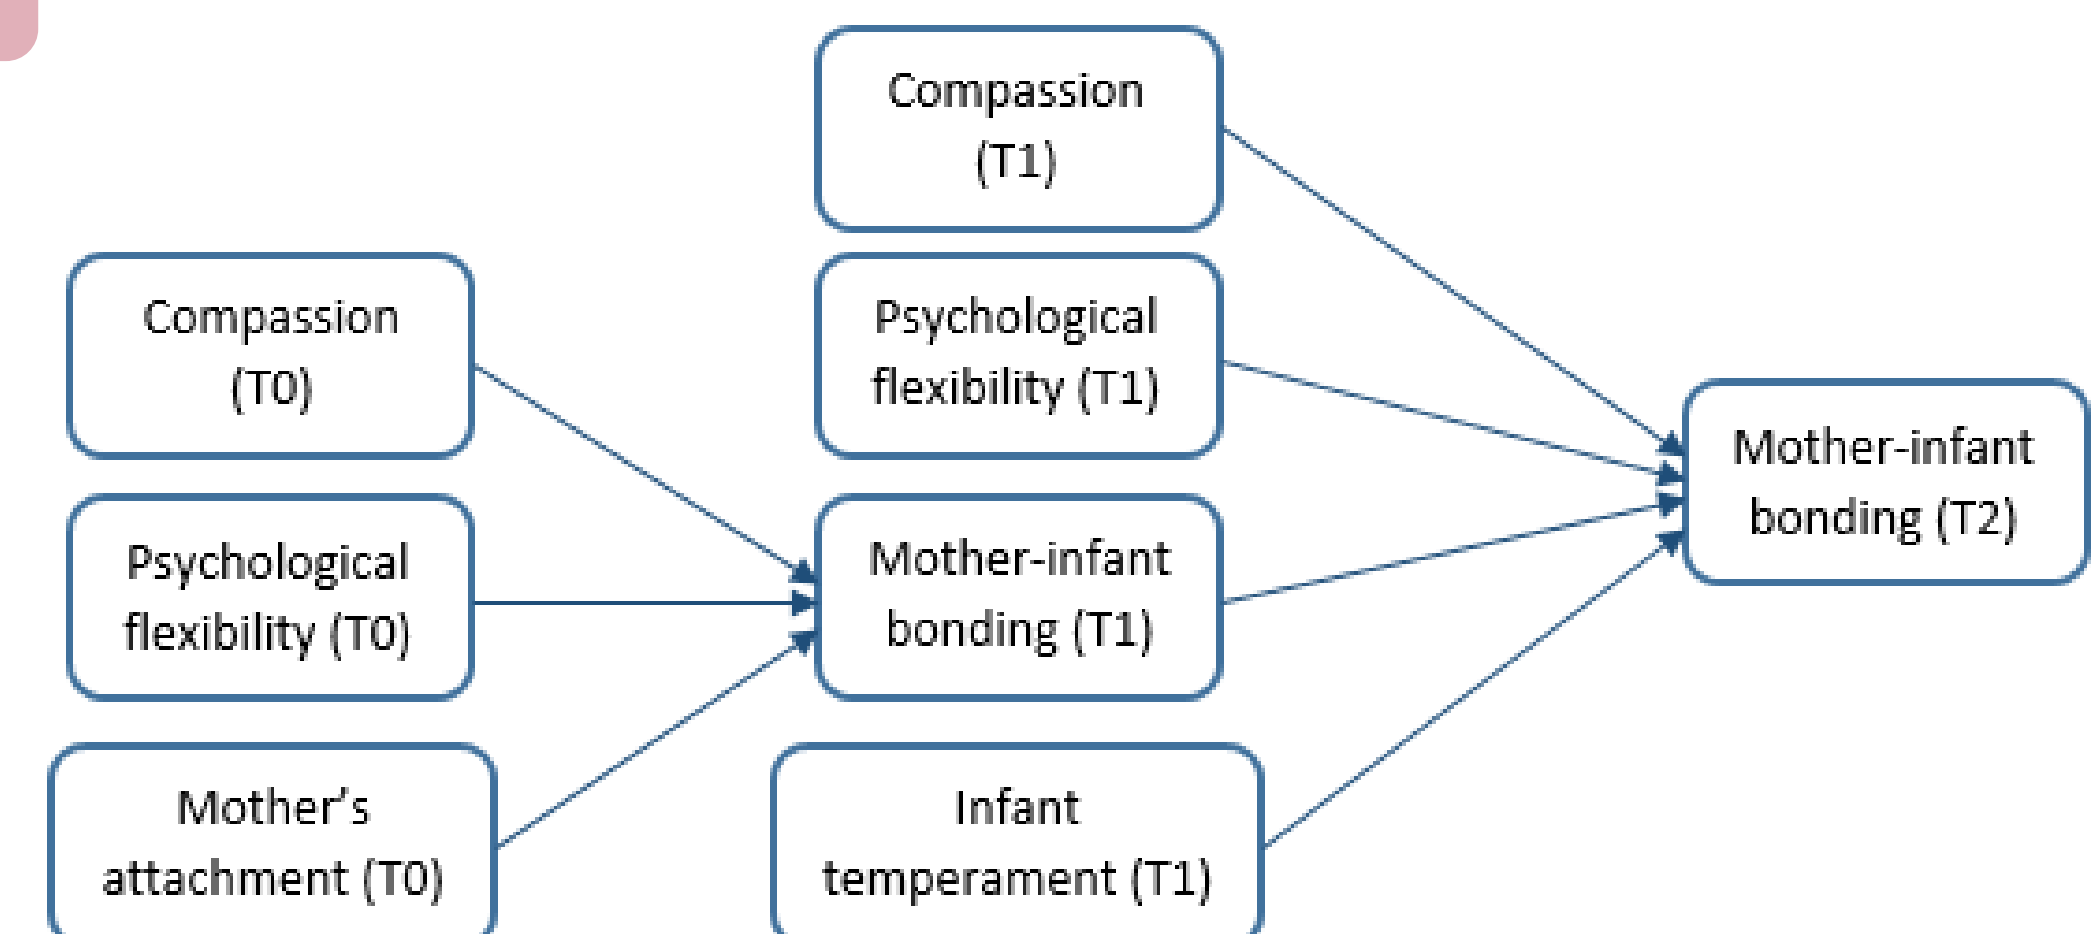 Compassion
(T0)
Psychological
flexibility (T0)
Mother's
attachment (T0)
Compassion
(T1)
Psychological
flexibility (T1)
Mother-infant
bonding (T1)
Infant
temperament (T1)
Mother-infant
bonding (T2)